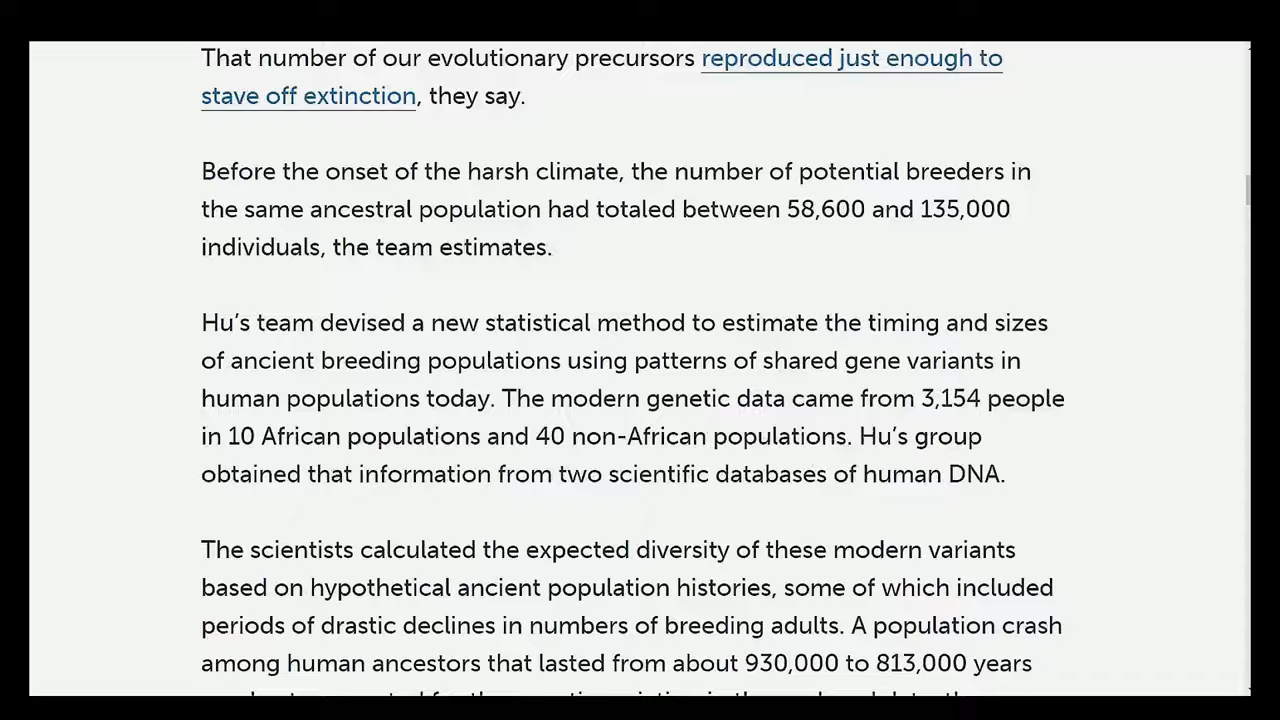 That number of our evolutionary precursors reproduced just enough to
stave off extinction, they say.
Before the onset of the harsh climate, the number of potential breeders in
the same ancestral population had totaled between 58,600 and 135,000
individuals, the team estimates.
Hu’s team devised a new statistical method to estimate the timing and sizes
of ancient breeding populations using patterns of shared gene variants in
human populations today. The modern genetic data came from 3,154 people
in 10 African populations and 40 non-African populations. Hu’s group
obtained that information from two scientific databases of human DNA.
The scientists calculated the expected diversity of these modern variants
based on hypothetical ancient population histories, some of which included
periods of drastic declines in numbers of breeding adults. A population crash
among human ancestors that lasted from about 930,000 to 813,000 years